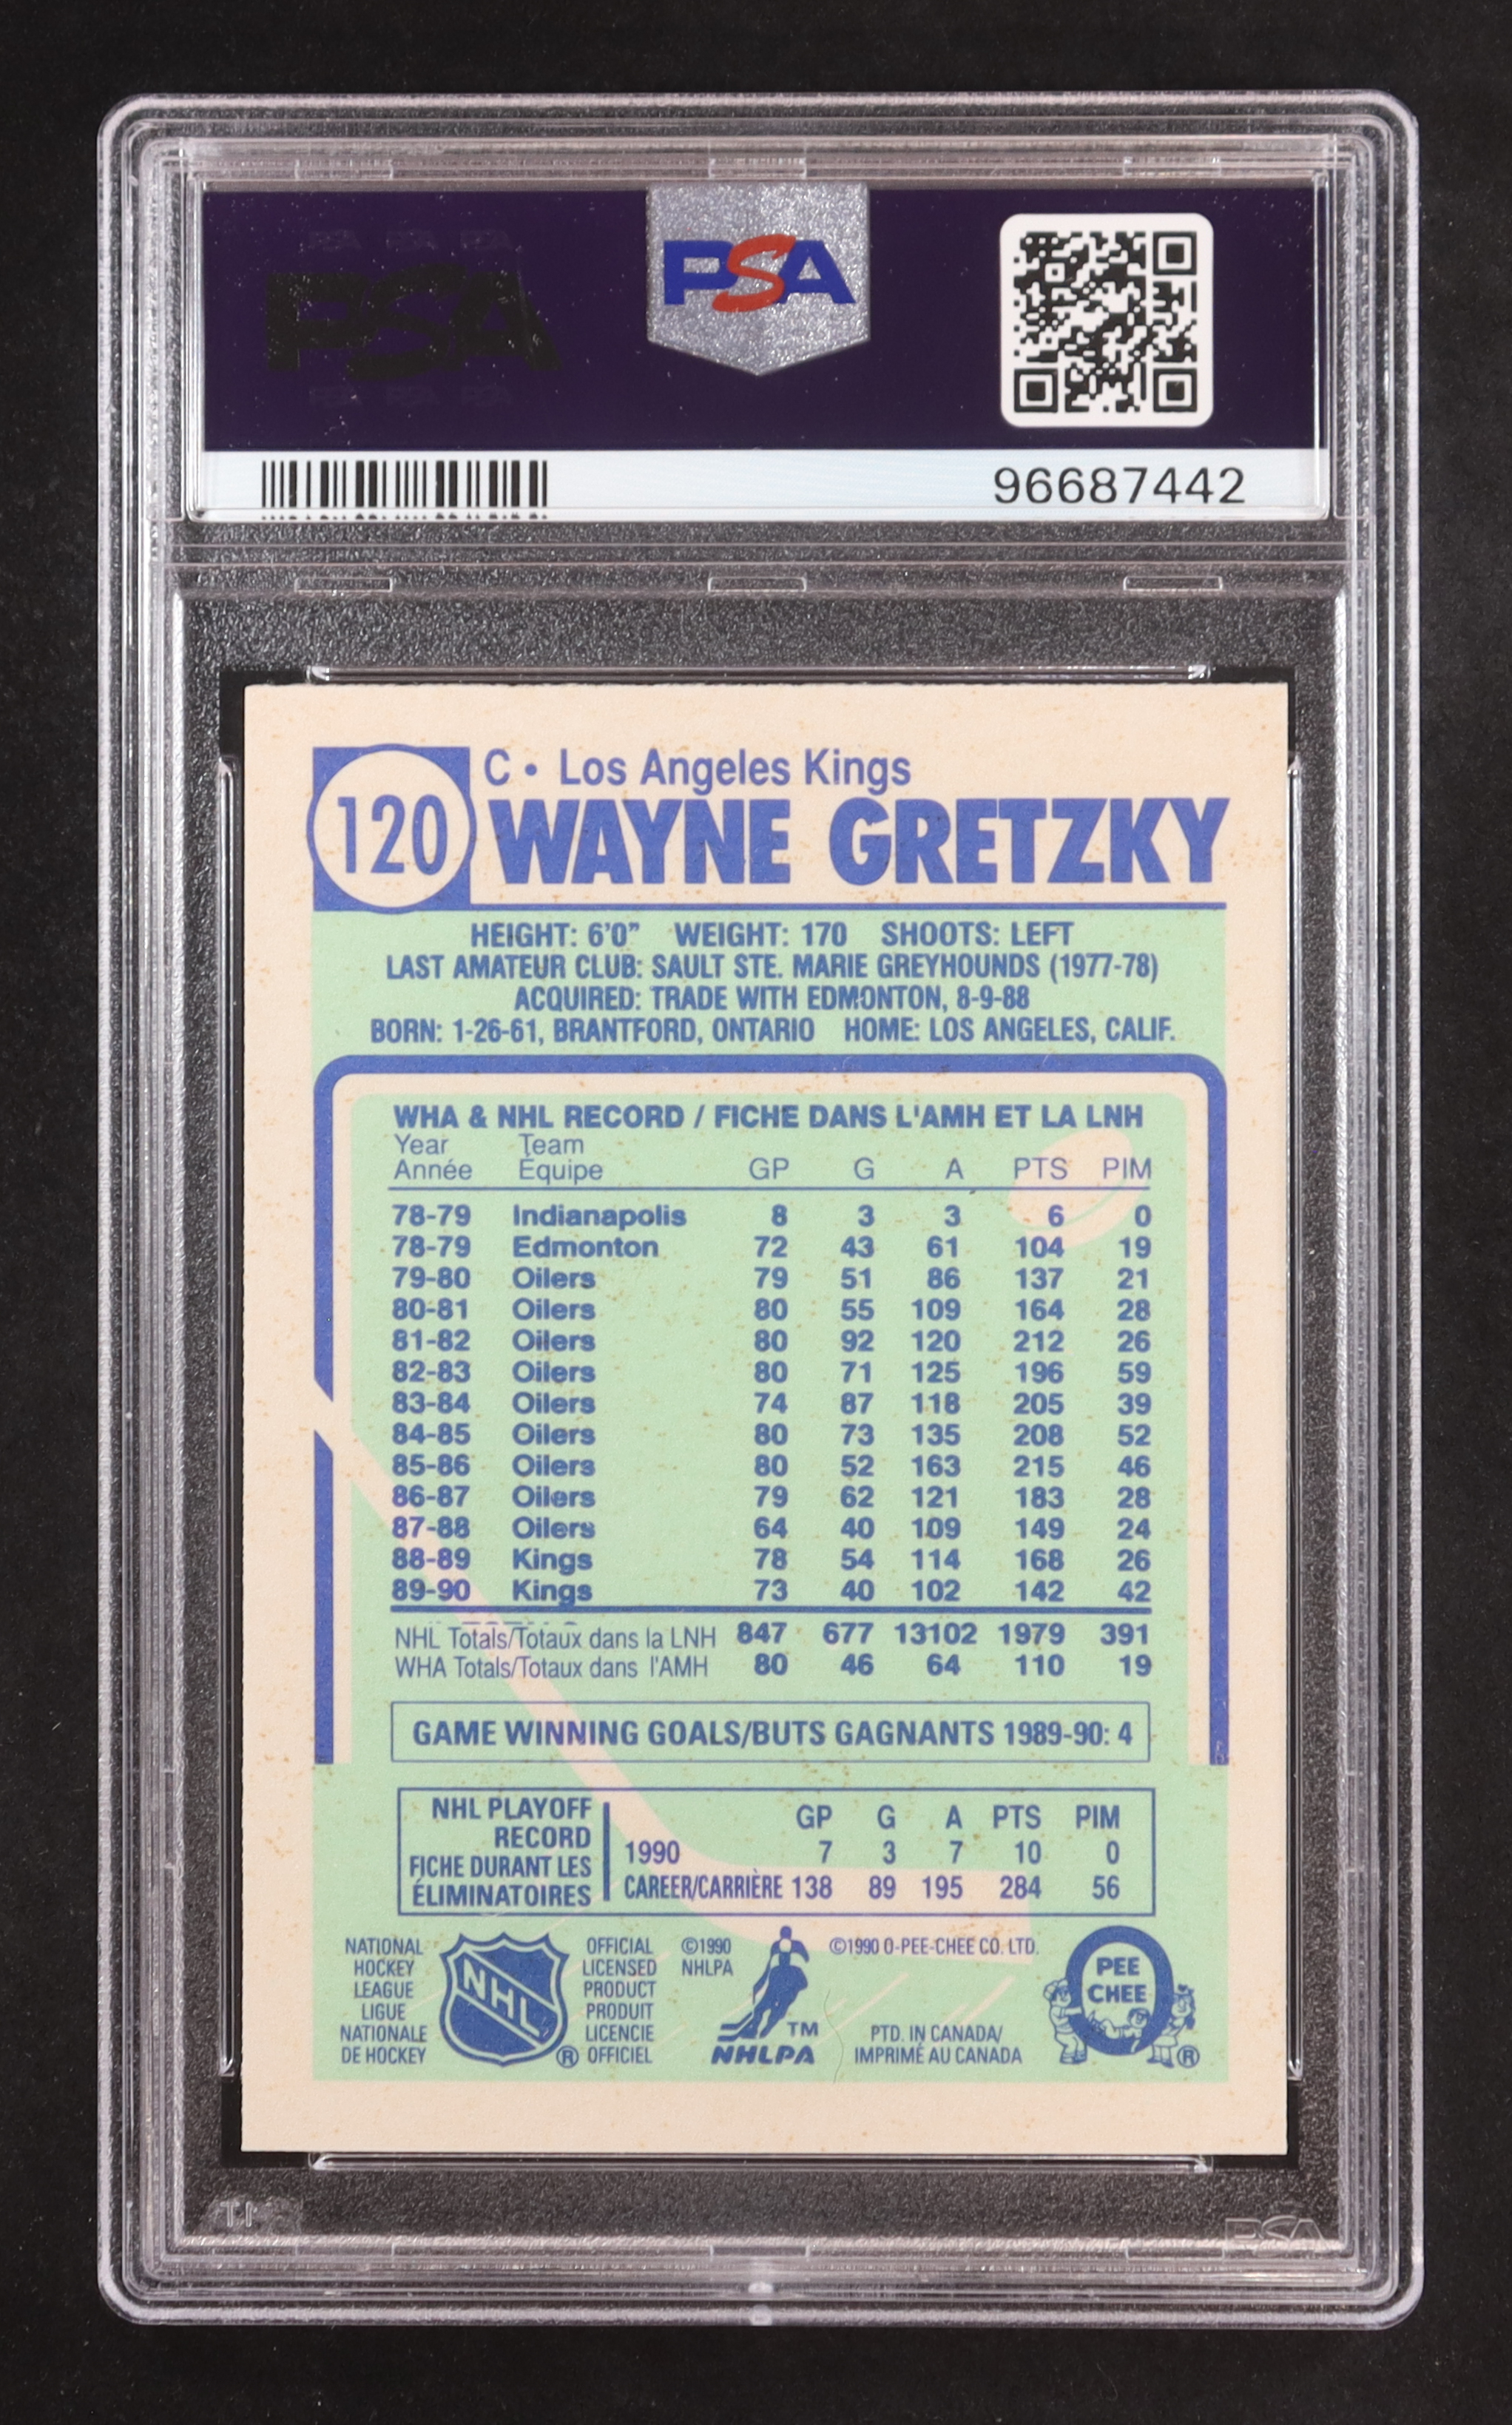 PSA
96687442
120
C • Los Angeles Kings
WAYNE GRETZKY
HEIGHT: 6'0" WEIGHT: 170 SHOOTS: LEFT
LAST AMATEUR CLUB: SAULT STE. MARIE GREYHOUNDS (1977-78)
ACQUIRED: TRADE WITH EDMONTON, 8-9-88
BORN: 1-26-61, BRANTFORD, ONTARIO HOME: LOS ANGELES, CALIF.
WHA & NHL RECORD / FICHE DANS L'AMH ET LA LNH
Year Team
Année Équipe GP G A PTS PIM
78-79 Indianapolis 8 3 3 6 0
78-79 Edmonton 72 43 61 104 19
79-80 Oilers 79 51 86 137 21
80-81 Oilers 80 55 109 164 28
81-82 Oilers 80 92 120 212 26
82-83 Oilers 80 71 125 196 59
83-84 Oilers 74 87 118 205 39
84-85 Oilers 80 73 135 208 52
85-86 Oilers 80 52 163 215 46
86-87 Oilers 79 62 121 183 28
87-88 Oilers 64 40 109 149 24
88-89 Kings 78 54 114 168 26
89-90 Kings 73 40 102 142 42
NHL Totals/Totaux dans la LNH 847 677 13102 1979 391
WHA Totals/Totaux dans l'AMH 80 46 64 110 19
GAME WINNING GOALS/BUTS GAGNANTS 1989-90: 4
NHL PLAYOFF
RECORD
FICHE DURANT LES
ÉLIMINATOIRES
GP G A PTS PIM
1990 7 3 7 10 0
CAREER/CARRIÈRE 138 89 195 284 56
NATIONAL
HOCKEY
LEAGUE
LIGUE
NATIONALE
DE HOCKEY
NHL
®
OFFICIAL
LICENSED
PRODUCT
PRODUIT
LICENCIE
OFFICIEL
©1990
NHLPA
TM
NHLPA
©1990 O-PEE-CHEE CO. LTD.
PTD. IN CANADA/
IMPRIMÉ AU CANADA
PEE
CHEE
®
PSA
PSA